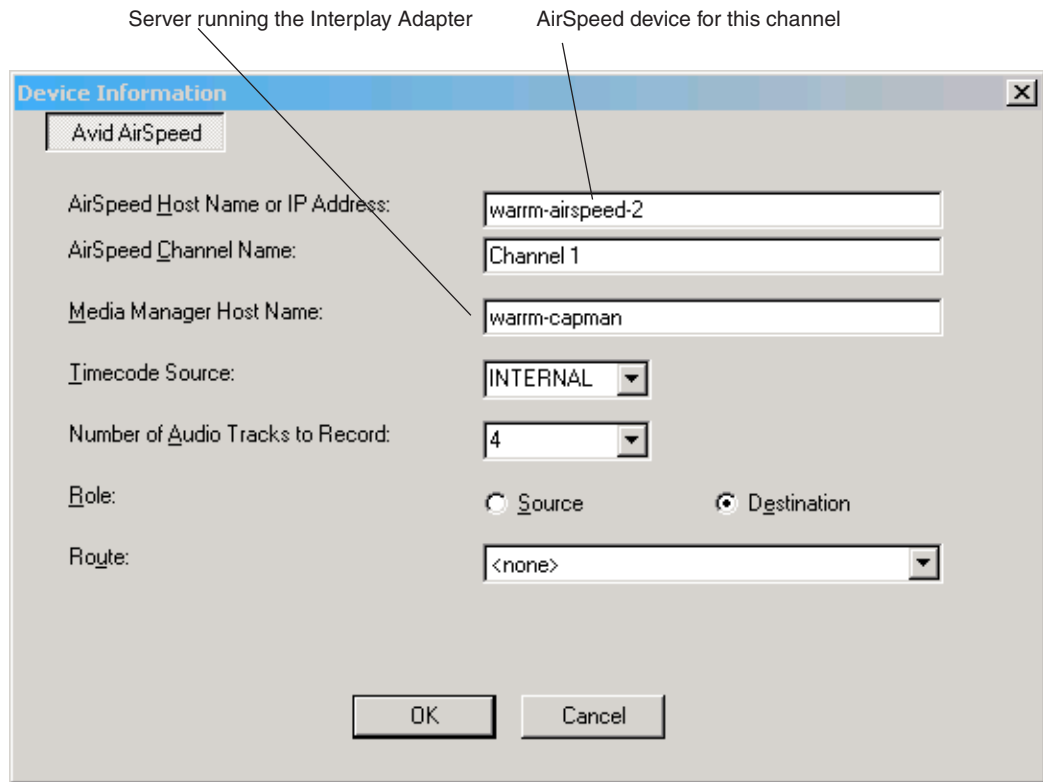 Server running the Interplay Adapter
AirSpeed device for this channel
Device Information
Avid AirSpeed
AirSpeed Host Name or IP Address:
warrm-airspeed-2
AirSpeed Channel Name:
Channel 1
Media Manager Host Name:
warrm-capman
Timecode Source:
INTERNAL
Number of Audio Tracks to Record:
4
Role:
Source
Destination
Route:
<none>
OK
Cancel